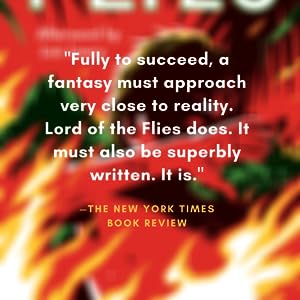 "Fully to succeed, a
fantasy must approach
very close to reality.
Lord of the Flies does. It
must also be superbly
written. It is."
—THE NEW YORK TIMES
BOOK REVIEW